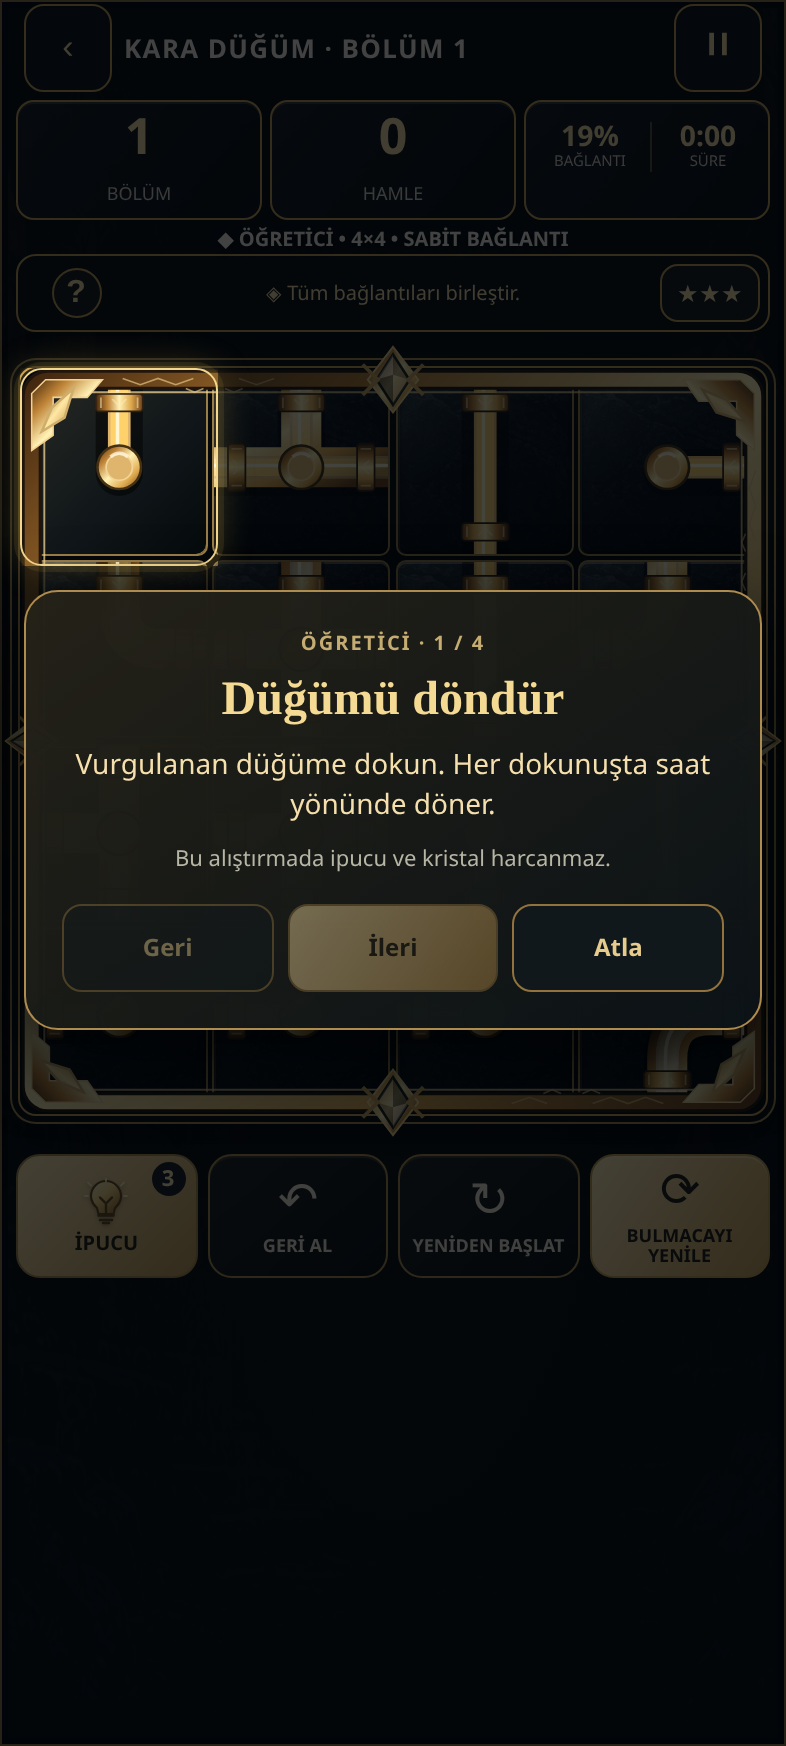 KARA DÜĞÜM · BÖLÜM 1
1
BÖLÜM
0
HAMLE
19%
BAĞLANTI
0:00
SÜRE
◆ ÖĞRETİCİ • 4×4 • SABİT BAĞLANTI
?
◈ Tüm bağlantıları birleştir.
★★★
ÖĞRETİCİ · 1 / 4
Düğümü döndür
Vurgulanan düğüme dokun. Her dokunuşta saat
yönünde döner.
Bu alıştırmada ipucu ve kristal harcanmaz.
Geri
İleri
Atla
3
İPUCU
GERİ AL
YENİDEN BAŞLAT
BULMACAYI
YENİLE